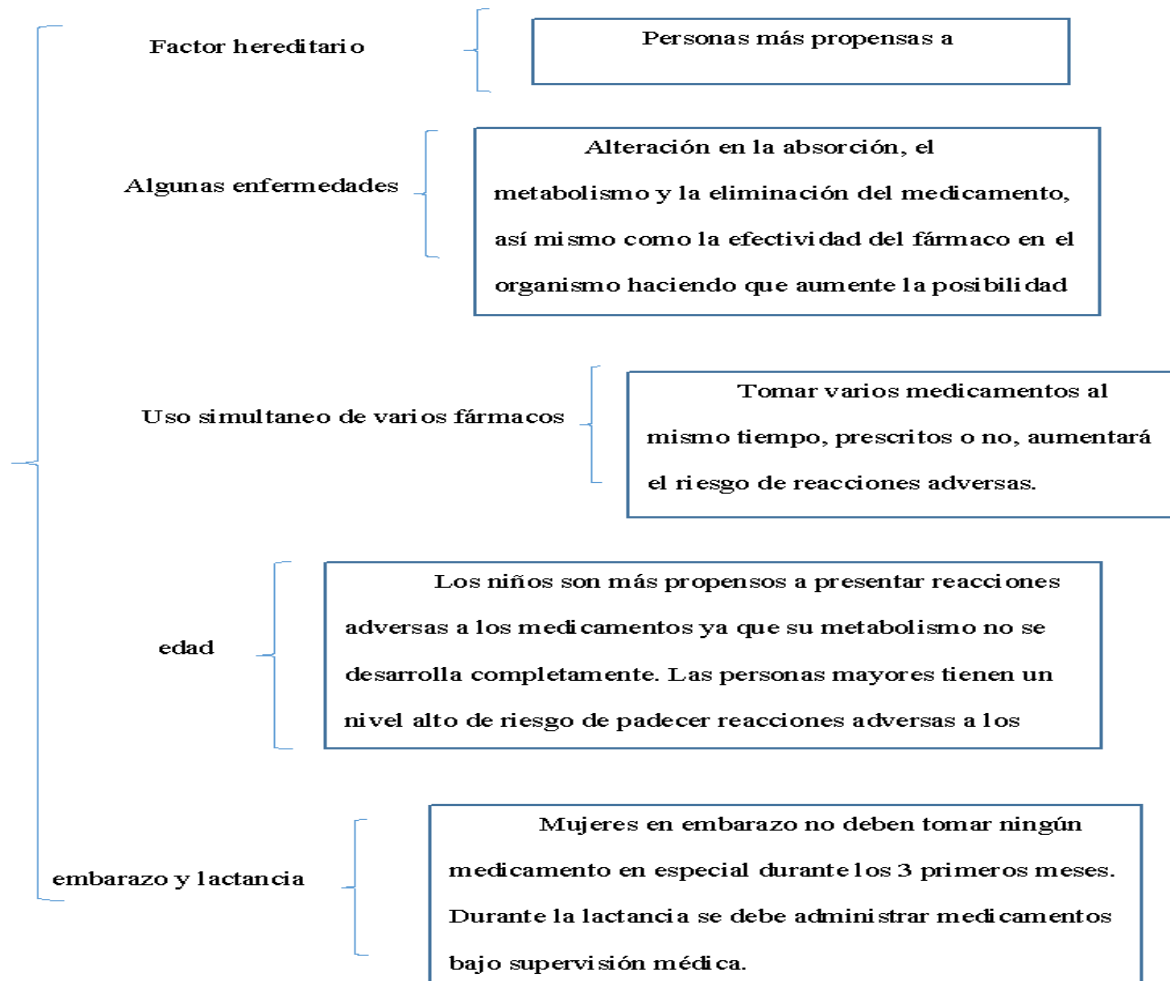 Factor hereditario
Personas más propensas a
Algunas enfermedades
Alteración en la absorción, el
metabolismo y la eliminación del medicamento,
así mismo como la efectividad del fármaco en el
organismo haciendo que aumente la posibilidad
Uso simultaneo de varios fármacos
Tomar varios medicamentos al
mismo tiempo, prescritos o no, aumentará
el riesgo de reacciones adversas.
edad
Los niños son más propensos a presentar reacciones
adversas a los medicamentos ya que su metabolismo no se
desarrolla completamente. Las personas mayores tienen un
nivel alto de riesgo de padecer reacciones adversas a los
embarazo y lactancia
Mujeres en embarazo no deben tomar ningún
medicamento en especial durante los 3 primeros meses.
Durante la lactancia se debe administrar medicamentos
bajo supervisión médica.